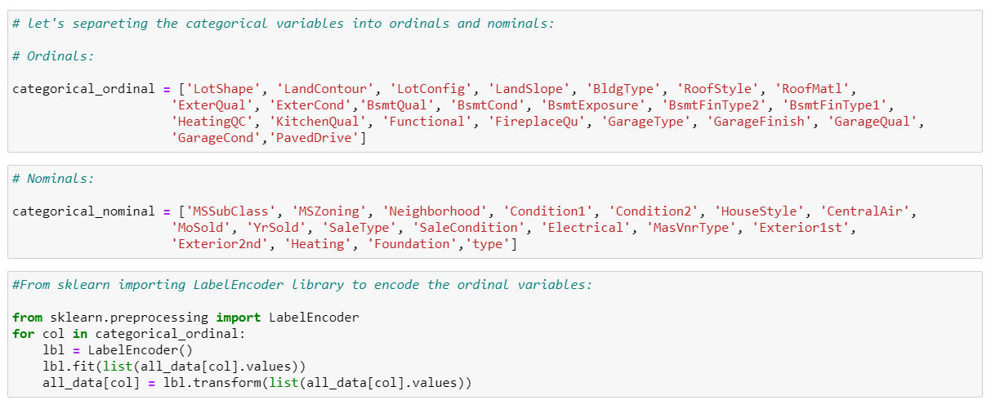 # let's separeting the categorical variables into ordinals and nominals:
# Ordinals:
categorical_ordinal = ['LotShape', 'LandContour', 'LotConfig', 'LandSlope', 'BldgType', 'RoofStyle', 'RoofMatl',
'ExterQual', 'ExterCond','BsmtQual', 'BsmtCond', 'BsmtExposure', 'BsmtFinType2', 'BsmtFinType1',
'HeatingQC', 'KitchenQual', 'Functional', 'FireplaceQu', 'GarageType', 'GarageFinish', 'GarageQual',
'GarageCond','PavedDrive']
# Nominals:
categorical_nominal = ['MSSubClass', 'MSZoning', 'Neighborhood', 'Condition1', 'Condition2', 'HouseStyle', 'CentralAir',
'MoSold', 'YrSold', 'SaleType', 'SaleCondition', 'Electrical', 'MasVnrType', 'Exterior1st',
'Exterior2nd', 'Heating', 'Foundation','type']
#From sklearn importing LabelEncoder library to encode the ordinal variables:
from sklearn.preprocessing import LabelEncoder
for col in categorical_ordinal:
    lbl = LabelEncoder()
    lbl.fit(list(all_data[col].values))
    all_data[col] = lbl.transform(list(all_data[col].values))